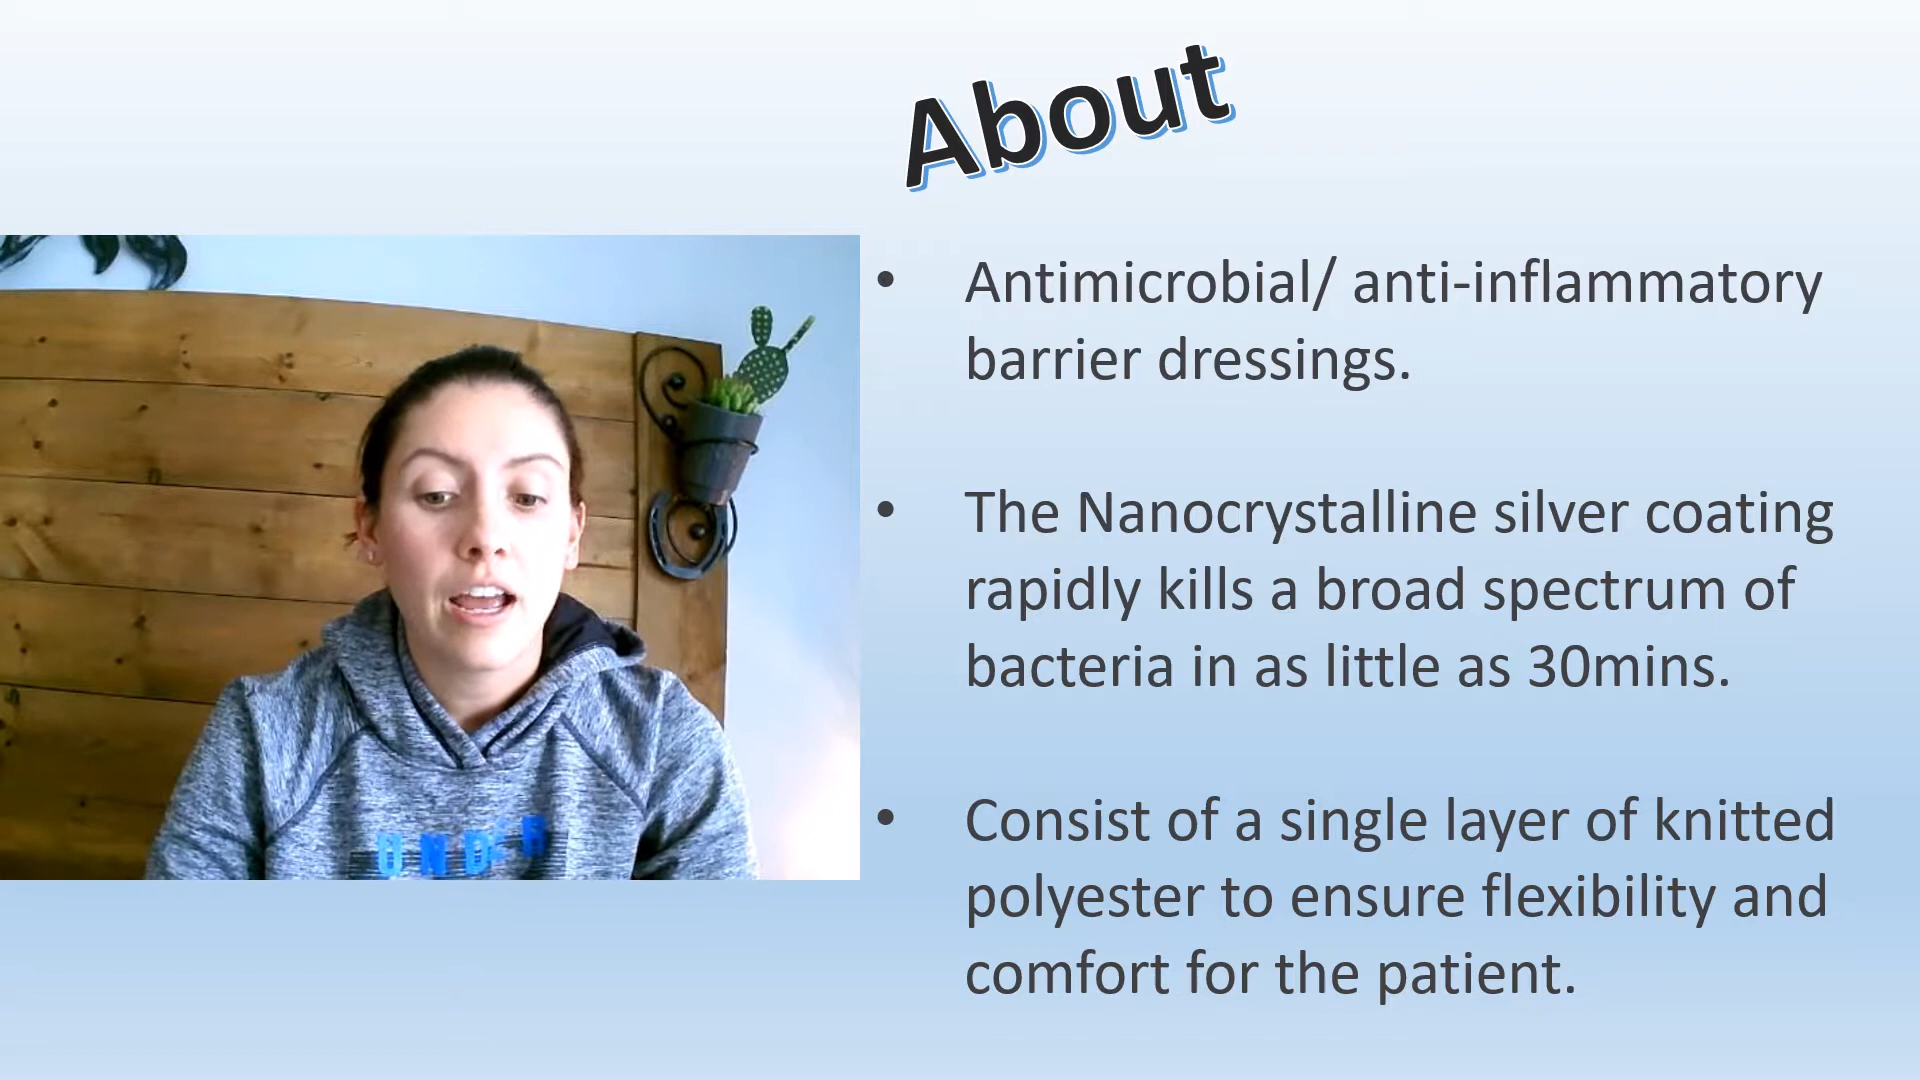 About
• Antimicrobial/ anti-inflammatory
barrier dressings.
• The Nanocrystalline silver coating
rapidly kills a broad spectrum of
bacteria in as little as 30mins.
• Consist of a single layer of knitted
polyester to ensure flexibility and
comfort for the patient.
UNDER